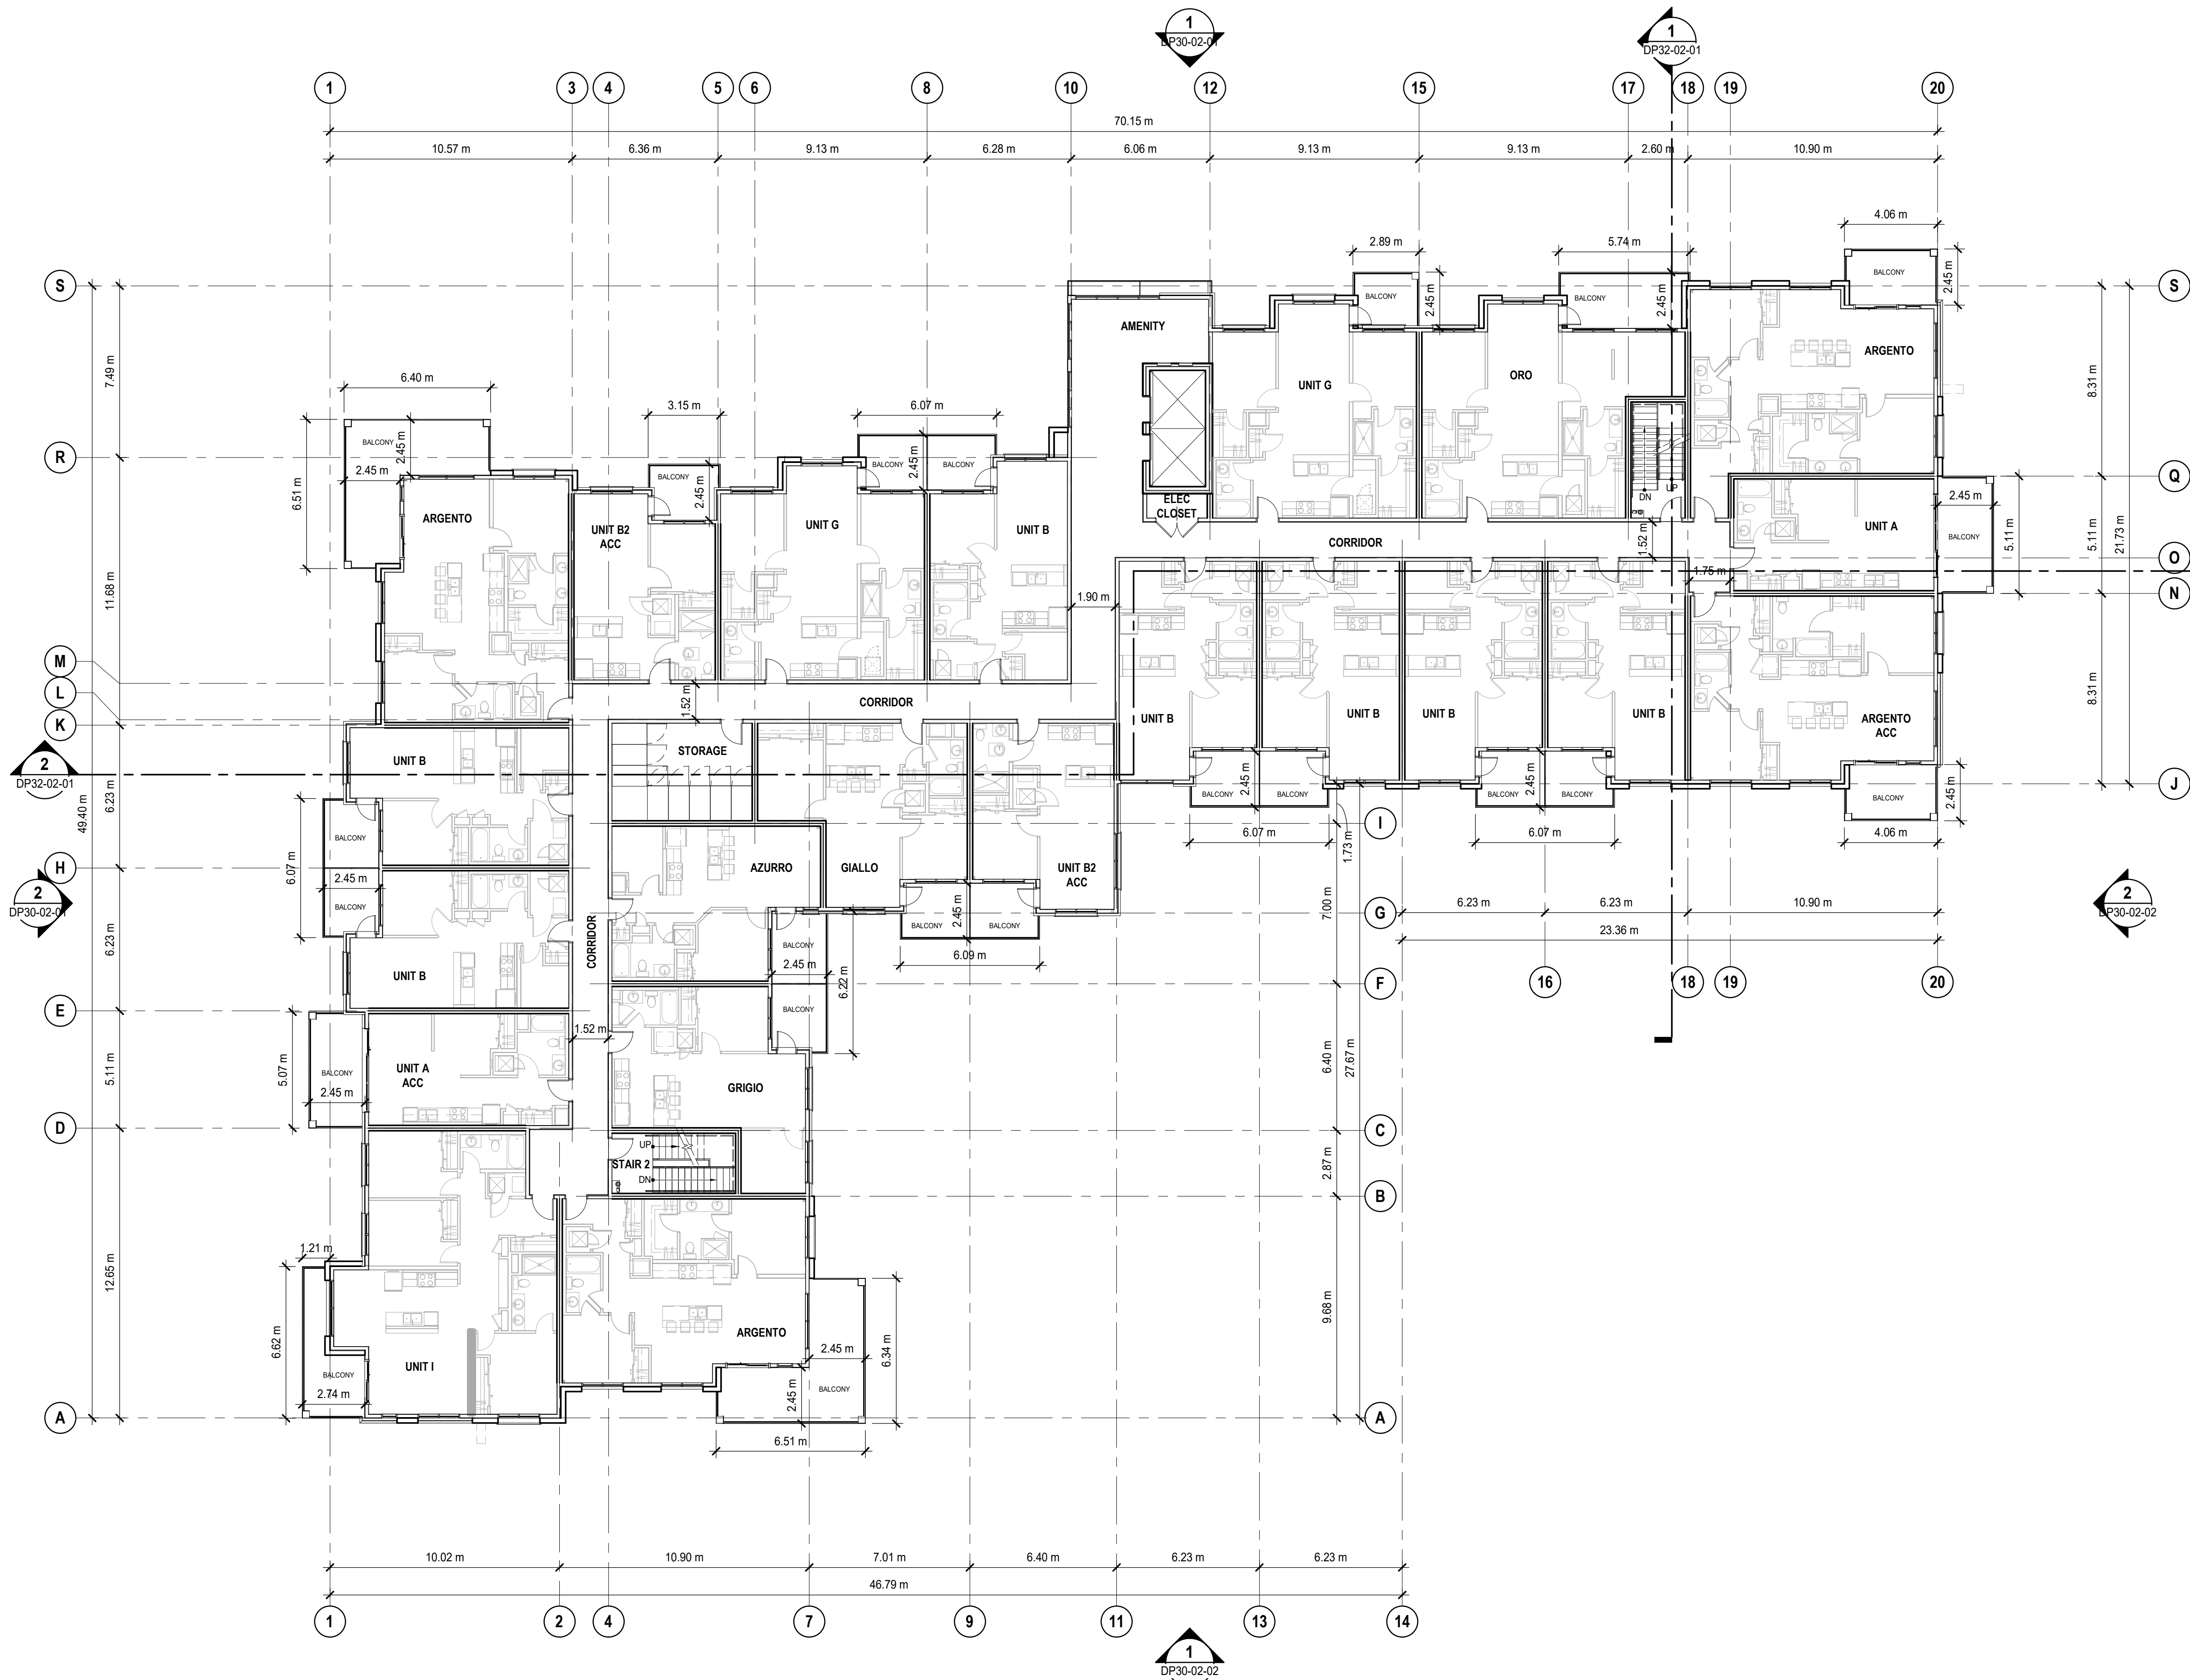 1
DP30-02-01
1
DP32-02-01
1
3
4
5
6
8
10
12
15
17
18
19
20
70.15 m
10.57 m
6.36 m
9.13 m
6.28 m
6.06 m
9.13 m
9.13 m
2.60 m
10.90 m
4.06 m
2.89 m
5.74 m
S
BALCONY
2.45 m
S
BALCONY
2.45 m
BALCONY
2.45 m
AMENITY
7.49 m
ARGENTO
8.31 m
6.40 m
ORO
UNIT G
3.15 m
6.07 m
BALCONY
2.45 m
R
2.45 m
6.51 m
BALCONY
2.45 m
BALCONY
2.45 m
BALCONY
Q
DN
UP
2.45 m
ELEC
CLOSET
ARGENTO
UNIT B2
ACC
UNIT G
UNIT B
UNIT A
BALCONY
5.11 m
5.11 m
21.73 m
CORRIDOR
1.52 m
O
1.75 m
N
11.68 m
1.90 m
M
L
K
1.52 m
CORRIDOR
UNIT B
UNIT B
UNIT B
UNIT B
ARGENTO
ACC
8.31 m
STORAGE
UNIT B
2
DP32-02-01
49.40 m
6.23 m
2.45 m
2.45 m
BALCONY
BALCONY
BALCONY
BALCONY
BALCONY
2.45 m
J
6.07 m
BALCONY
I
6.07 m
6.07 m
4.06 m
1.73 m
H
AZURRO
GIALLO
UNIT B2
ACC
2
DP30-02-01
2.45 m
BALCONY
7.00 m
6.23 m
6.23 m
10.90 m
2
DP30-02-02
G
BALCONY
BALCONY
2.45 m
23.36 m
6.23 m
CORRIDOR
BALCONY
2.45 m
6.09 m
UNIT B
6.22 m
F
16
18
19
20
E
BALCONY
1.52 m
5.07 m
5.11 m
BALCONY
2.45 m
UNIT A
ACC
GRIGIO
6.40 m
27.67 m
D
C
UP
STAIR 2
DN
2.87 m
B
1.21 m
12.65 m
6.62 m
9.68 m
ARGENTO
2.45 m
6.34 m
UNIT I
BALCONY
2.74 m
2.45 m
BALCONY
A
A
6.51 m
10.02 m
10.90 m
7.01 m
6.40 m
6.23 m
6.23 m
46.79 m
1
2
4
7
9
11
13
14
1
DP30-02-02